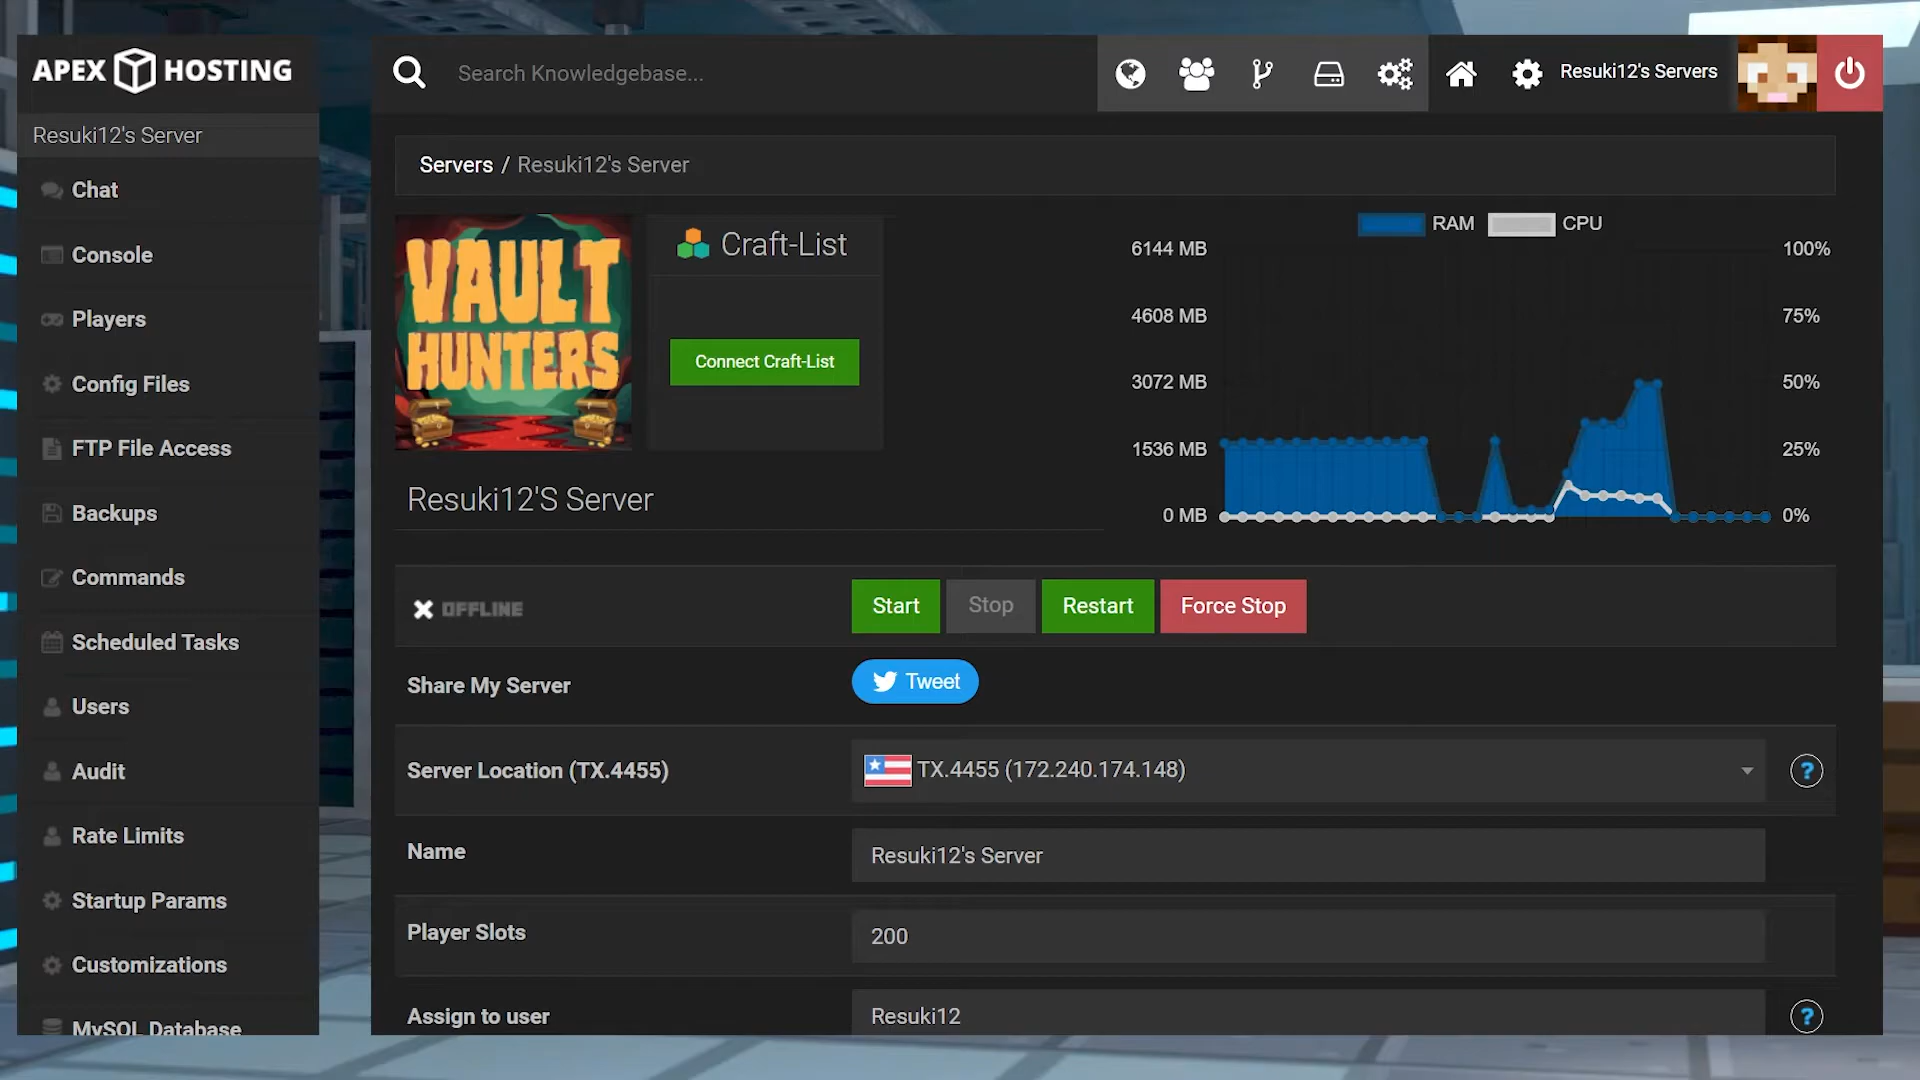 APEX HOSTING
Search Knowledgebase...
Resuki12's Servers
Resuki12's Server
Chat
Console
Players
Config Files
FTP File Access
Backups
Commands
Scheduled Tasks
Users
Audit
Rate Limits
Startup Params
Customizations
MySQL Database
Servers / Resuki12's Server
VAULT
HUNTERS
Craft-List
Connect Craft-List
RAM CPU
6144 MB 100%
4608 MB 75%
3072 MB 50%
1536 MB 25%
0 MB 0%
Resuki12'S Server
OFFLINE
Start Stop Restart Force Stop
Share My Server Tweet
Server Location (TX.4455) TX.4455 (172.240.174.148) ?
Name Resuki12's Server
Player Slots 200
Assign to user Resuki12 ?